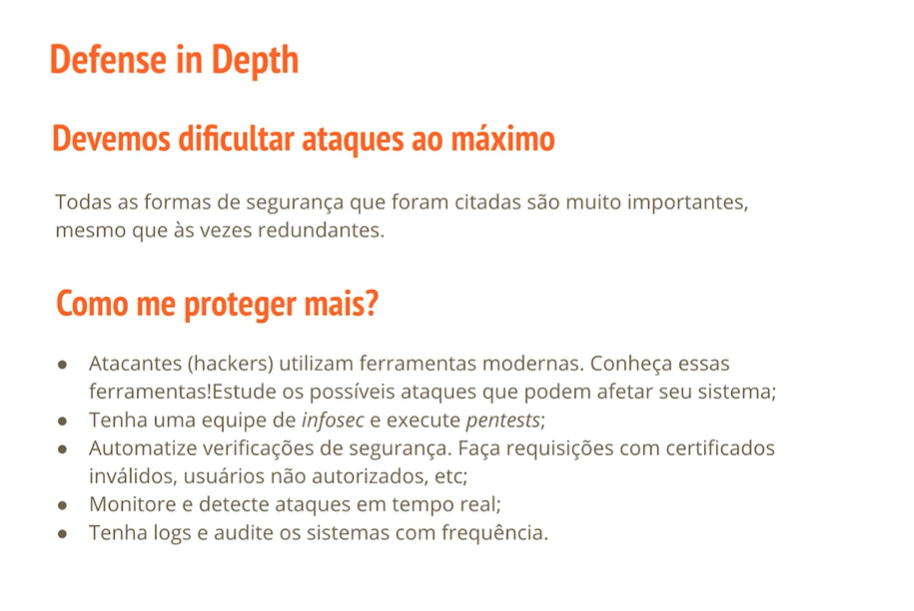 Defense in Depth
Devemos dificultar ataques ao máximo
Todas as formas de segurança que foram citadas são muito importantes,
mesmo que às vezes redundantes.
Como me proteger mais?
● Atacantes (hackers) utilizam ferramentas modernas. Conheça essas
ferramentas!Estude os possíveis ataques que podem afetar seu sistema;
● Tenha uma equipe de infosec e execute pentests;
● Automatize verificações de segurança. Faça requisições com certificados
inválidos, usuários não autorizados, etc;
● Monitore e detecte ataques em tempo real;
● Tenha logs e audite os sistemas com frequência.